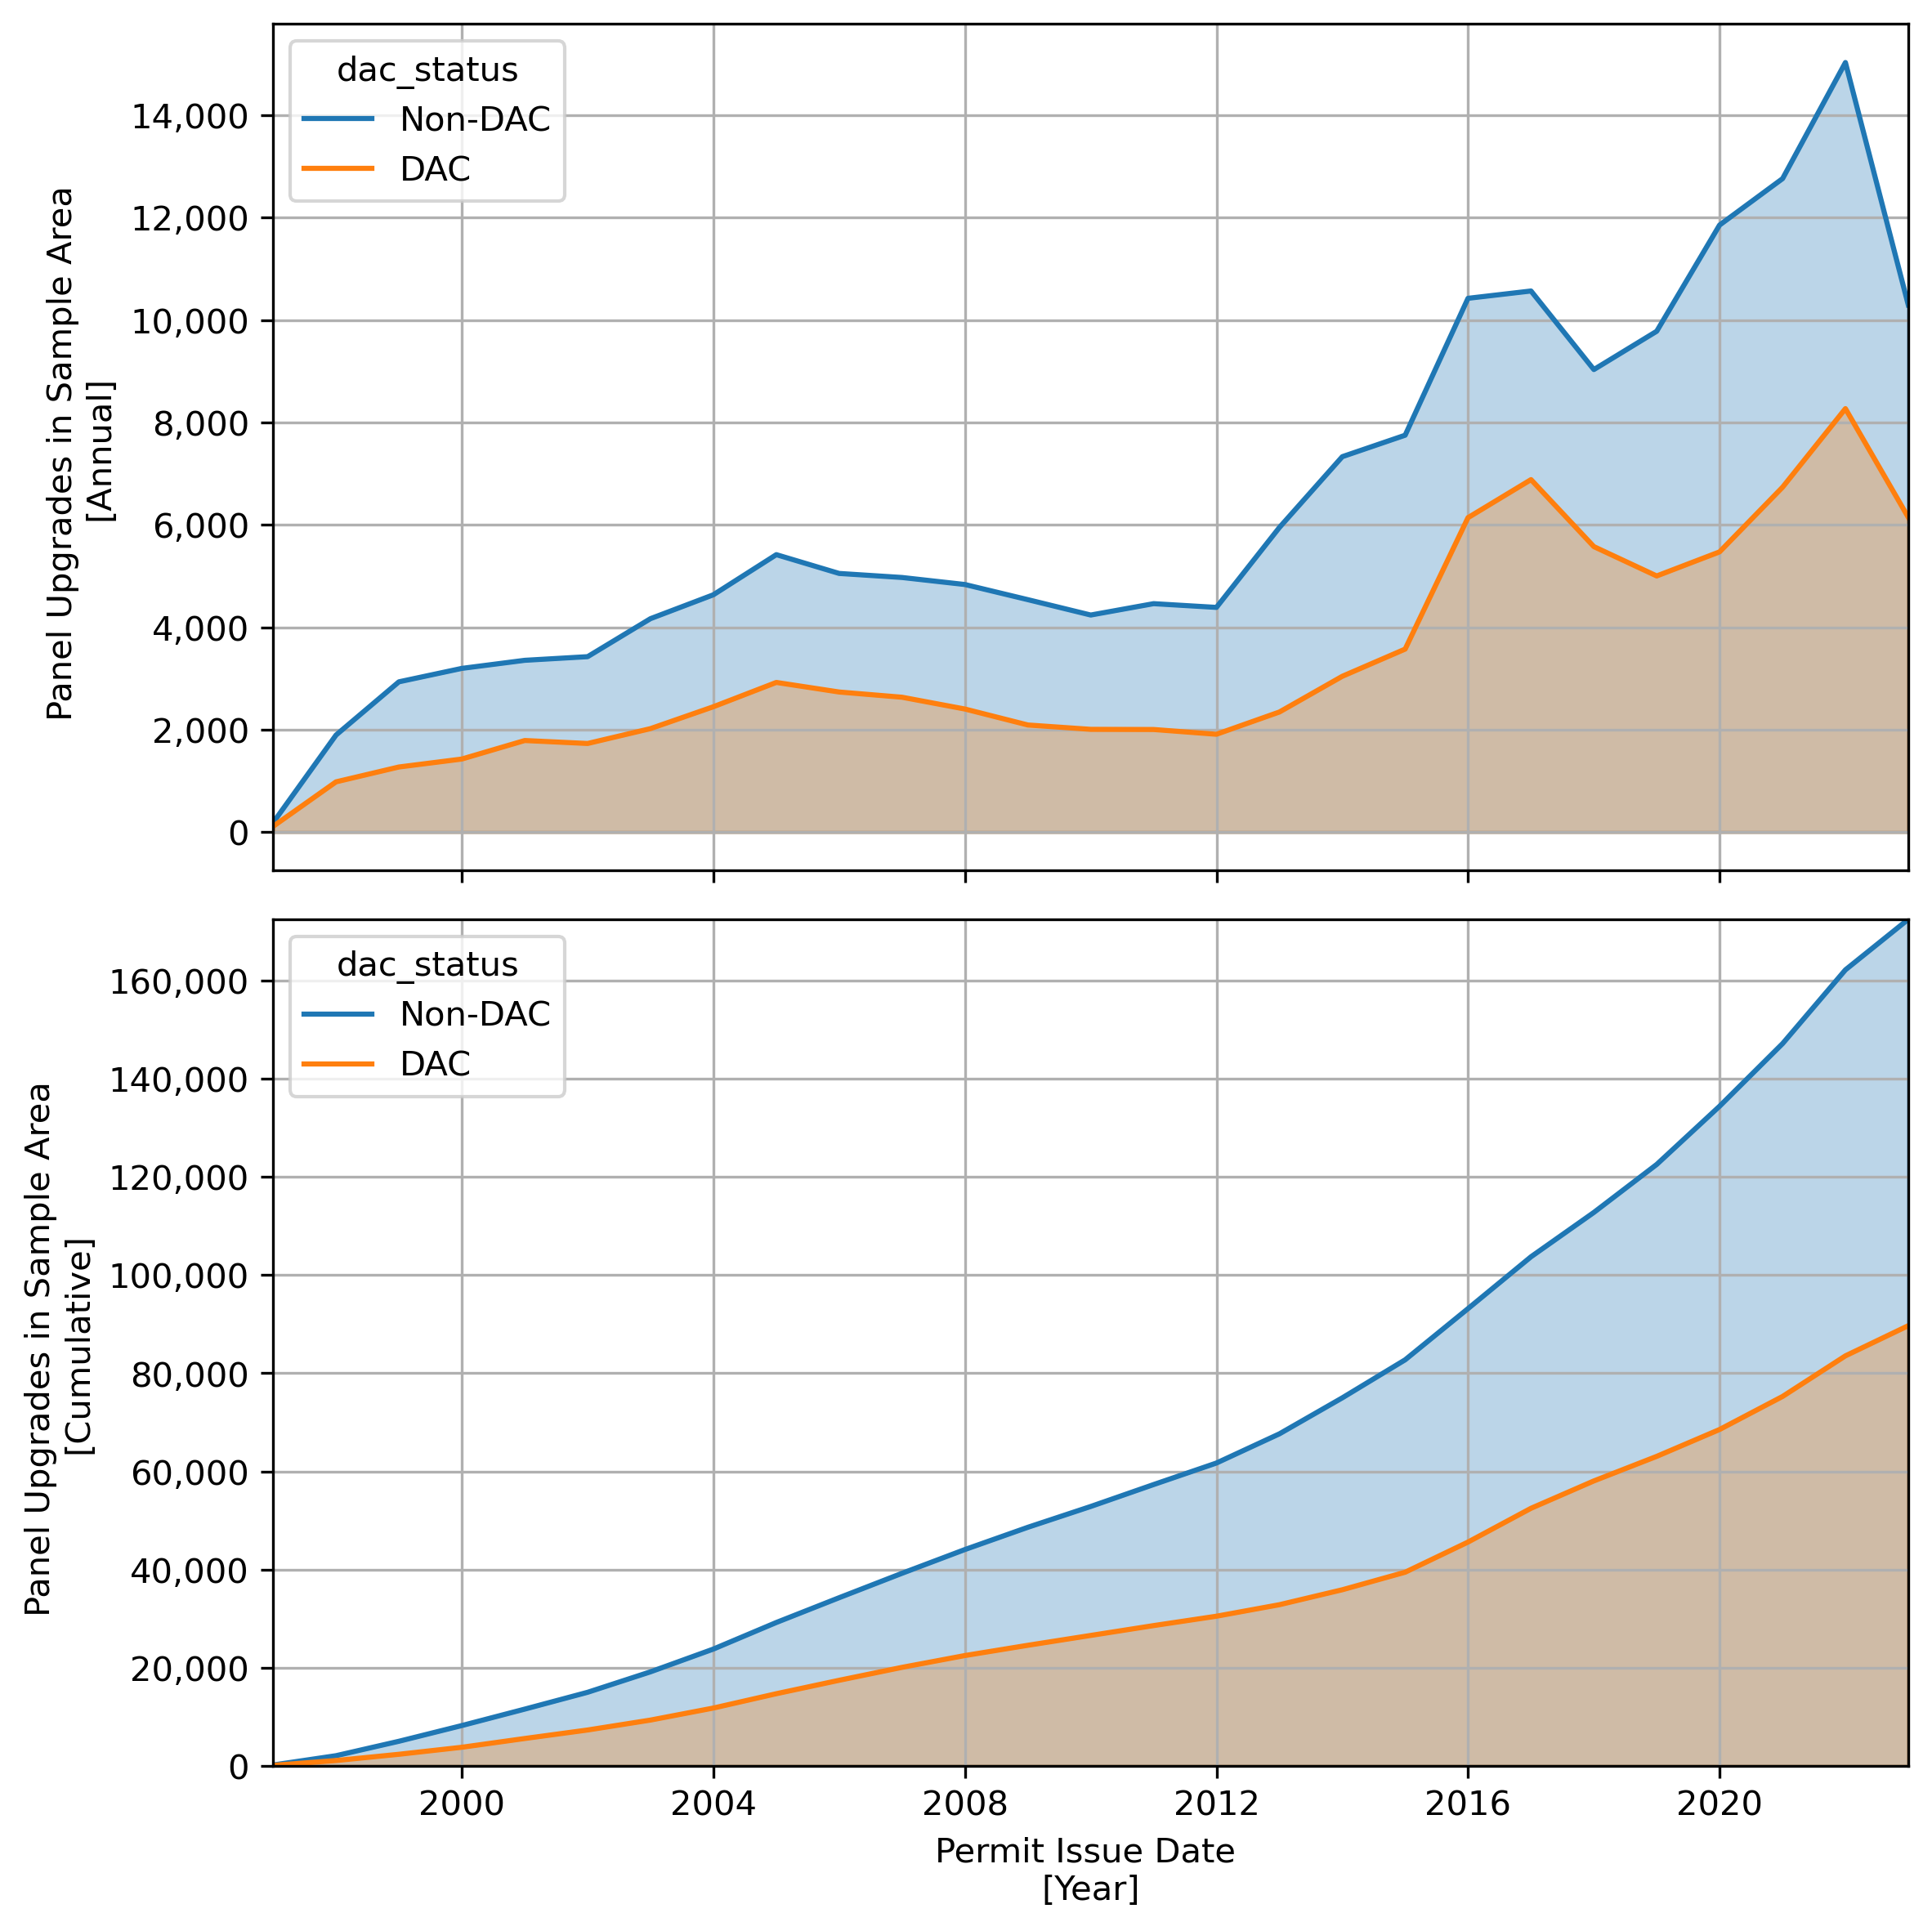 dac_status
Non-DAC
DAC
14,000
12,000
10,000
8,000
6,000
4,000
2,000
0
Panel Upgrades in Sample Area
[Annual]
dac_status
Non-DAC
DAC
160,000
140,000
120,000
100,000
80,000
60,000
40,000
20,000
0
Panel Upgrades in Sample Area
[Cumulative]
2000 2004 2008 2012 2016 2020
Permit Issue Date
[Year]